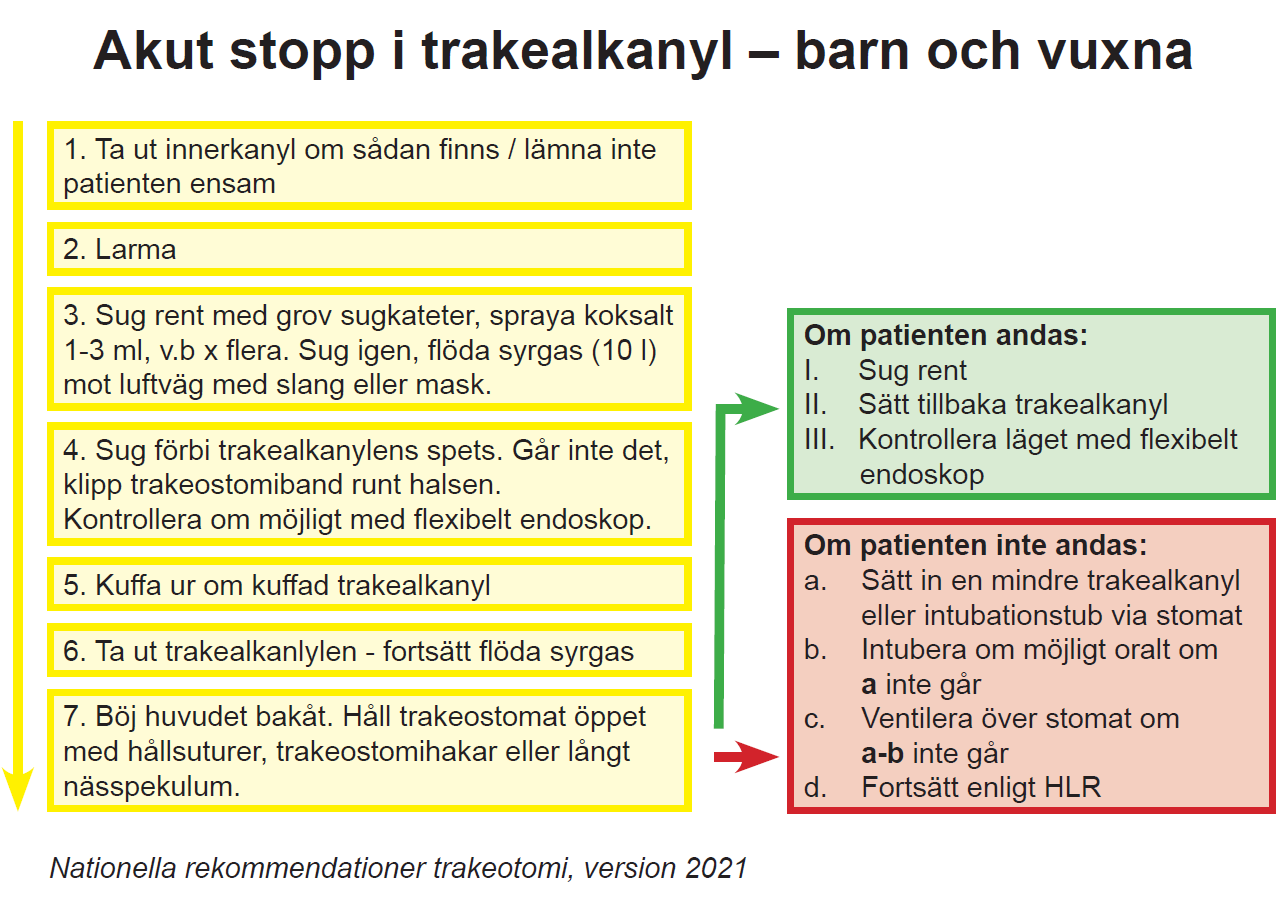 Akut stopp i trakealkanyl – barn och vuxna
1. Ta ut innerkanyl om sådan finns / lämna inte
patienten ensam
2. Larma
3. Sug rent med grov sugkateter, spraya koksalt
1-3 ml, v.b x flera. Sug igen, flöda syrgas (10 l)
mot luftväg med slang eller mask.
4. Sug förbi trakealkanylens spets. Går inte det,
klipp trakeostomiband runt halsen.
Kontrollera om möjligt med flexibelt endoskop.
5. Kuffa ur om kuffad trakealkanyl
6. Ta ut trakealkanlylen - fortsätt flöda syrgas
7. Böj huvudet bakåt. Håll trakeostomat öppet
med hållsuturer, trakeostomihakar eller långt
nässpekulum.
Om patienten andas:
I. Sug rent
II. Sätt tillbaka trakealkanyl
III. Kontrollera läget med flexibelt
endoskop
Om patienten inte andas:
a. Sätt in en mindre trakealkanyl
eller intubationstub via stomat
b. Intubera om möjligt oralt om
a inte går
c. Ventilera över stomat om
a-b inte går
d. Fortsätt enligt HLR
Nationella rekommendationer trakeotomi, version 2021